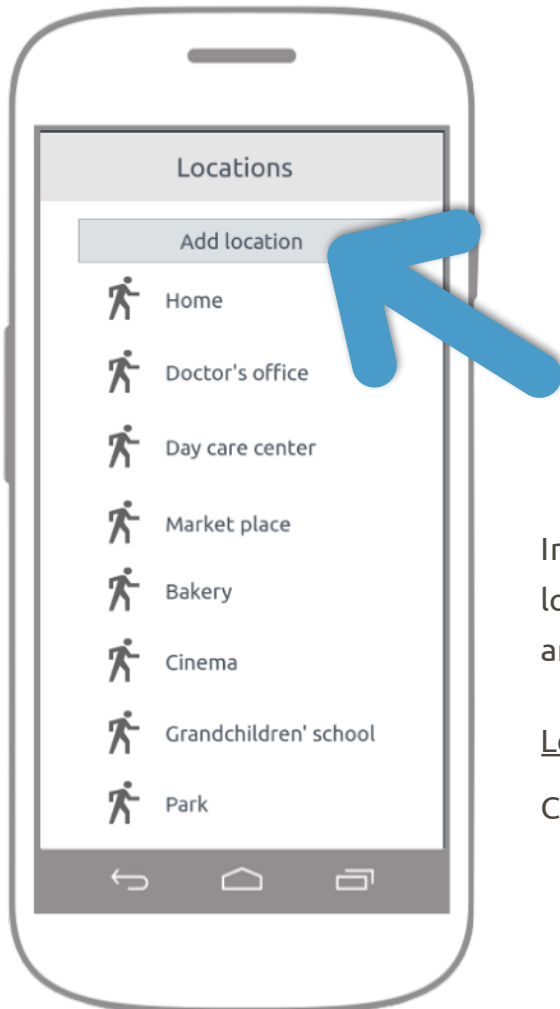 Locations
Add location
Home
Doctor's office
Day care center
Market place
Bakery
Cinema
Grandchildren' school
Park